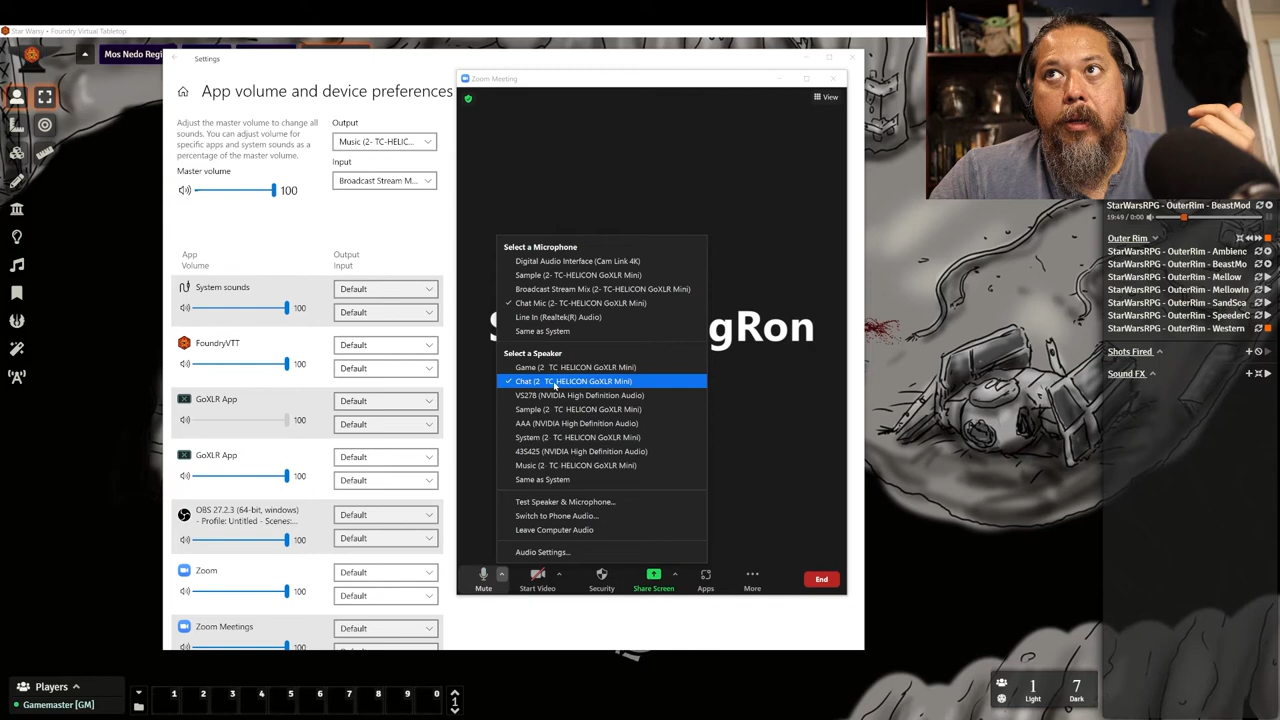 Star Warsy • Foundry Virtual Tabletop
Mos Nedo Regi
Settings
App volume and device preferences
Adjust the master volume to change all
sounds. You can adjust volume for
specific apps and system sounds as a
percentage of the master volume.
Master volume
100
Output
Music (2- TC-HELIC...
Input
Broadcast Stream M...
App
Volume
Output
Input
System sounds
100
Default
Default
FoundryVTT
100
Default
Default
GoXLR App
100
Default
Default
GoXLR App
100
Default
Default
OBS 27.2.3 (64-bit, windows)
- Profile: Untitled - Scenes:...
100
Default
Default
Zoom
100
Default
Default
Zoom Meetings
100
Default
Zoom Meeting
View
Select a Microphone
Digital Audio Interface (Cam Link 4K)
Sample (2- TC-HELICON GoXLR Mini)
Broadcast Stream Mix (2- TC-HELICON GoXLR Mini)
Chat Mic (2- TC-HELICON GoXLR Mini)
Line In (Realtek(R) Audio)
Same as System
Select a Speaker
Game (2 TC HELICON GoXLR Mini)
Chat (2 TC HELICON GoXLR Mini)
VS278 (NVIDIA High Definition Audio)
Sample (2 TC HELICON GoXLR Mini)
AAA (NVIDIA High Definition Audio)
System (2 TC HELICON GoXLR Mini)
43S425 (NVIDIA High Definition Audio)
Music (2 TC HELICON GoXLR Mini)
Same as System
Test Speaker & Microphone...
Switch to Phone Audio...
Leave Computer Audio
Audio Settings...
gRon
Mute
Start Video
Security
Share Screen
Apps
More
End
StarWarsRPG - OuterRim - BeastMod
19:49 / 0:00
Outer Rim
StarWarsRPG - OuterRim - Ambienc
StarWarsRPG - OuterRim - BeastMo
StarWarsRPG - OuterRim - Mellow
StarWarsRPG - OuterRim - MellowIn
StarWarsRPG - OuterRim - SandSca
StarWarsRPG - OuterRim - SpeederC
StarWarsRPG - OuterRim - Western
Shots Fired
Sound FX
Players
Gamemaster [GM]
1 2 3 4 5 6 7 8 9 0
1
1
Light
7
Dark